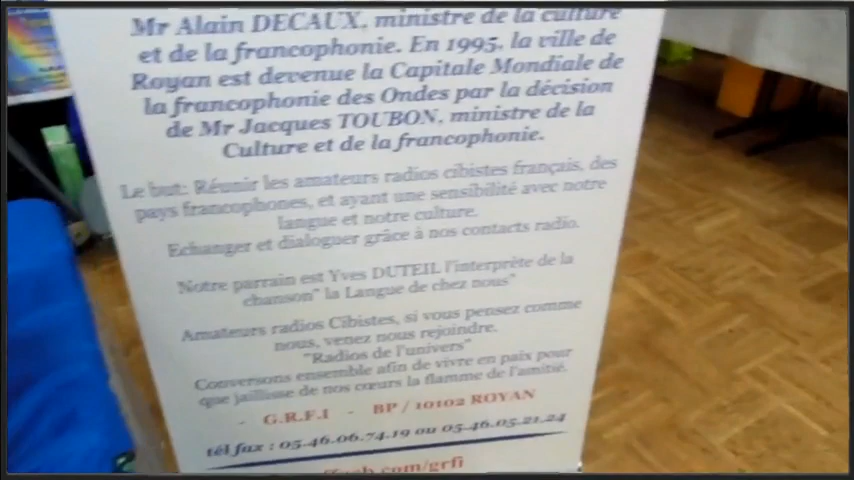 Mr Alain DECAUX, ministre de la culture
et de la francophonie. En 1995, la ville de
Royan est devenue la Capitale Mondiale de
la francophonie des Ondes par la décision
de Mr Jacques TOUBON, ministre de la
Culture et de la francophonie.
Le but: Réunir les amateurs radios cibistes français, des
pays francophones, et ayant une sensibilité avec notre
langue et notre culture.
Echanger et dialoguer grâce à nos contacts radio.
Notre parrain est Yves DUTEIL l'interprète de la
chanson" la Langue de chez nous"
Amateurs radios Cibistes, si vous pensez comme
nous, venez nous rejoindre.
"Radios de l'univers"
Conversons ensemble afin de vivre en paix pour
que jaillisse de nos cœurs la flamme de l'amitié.
- G.R.F.I - BP / 10102 ROYAN
tél fax : 05.46.06.74.19 ou 05.46.05.21.24
.com/grfi